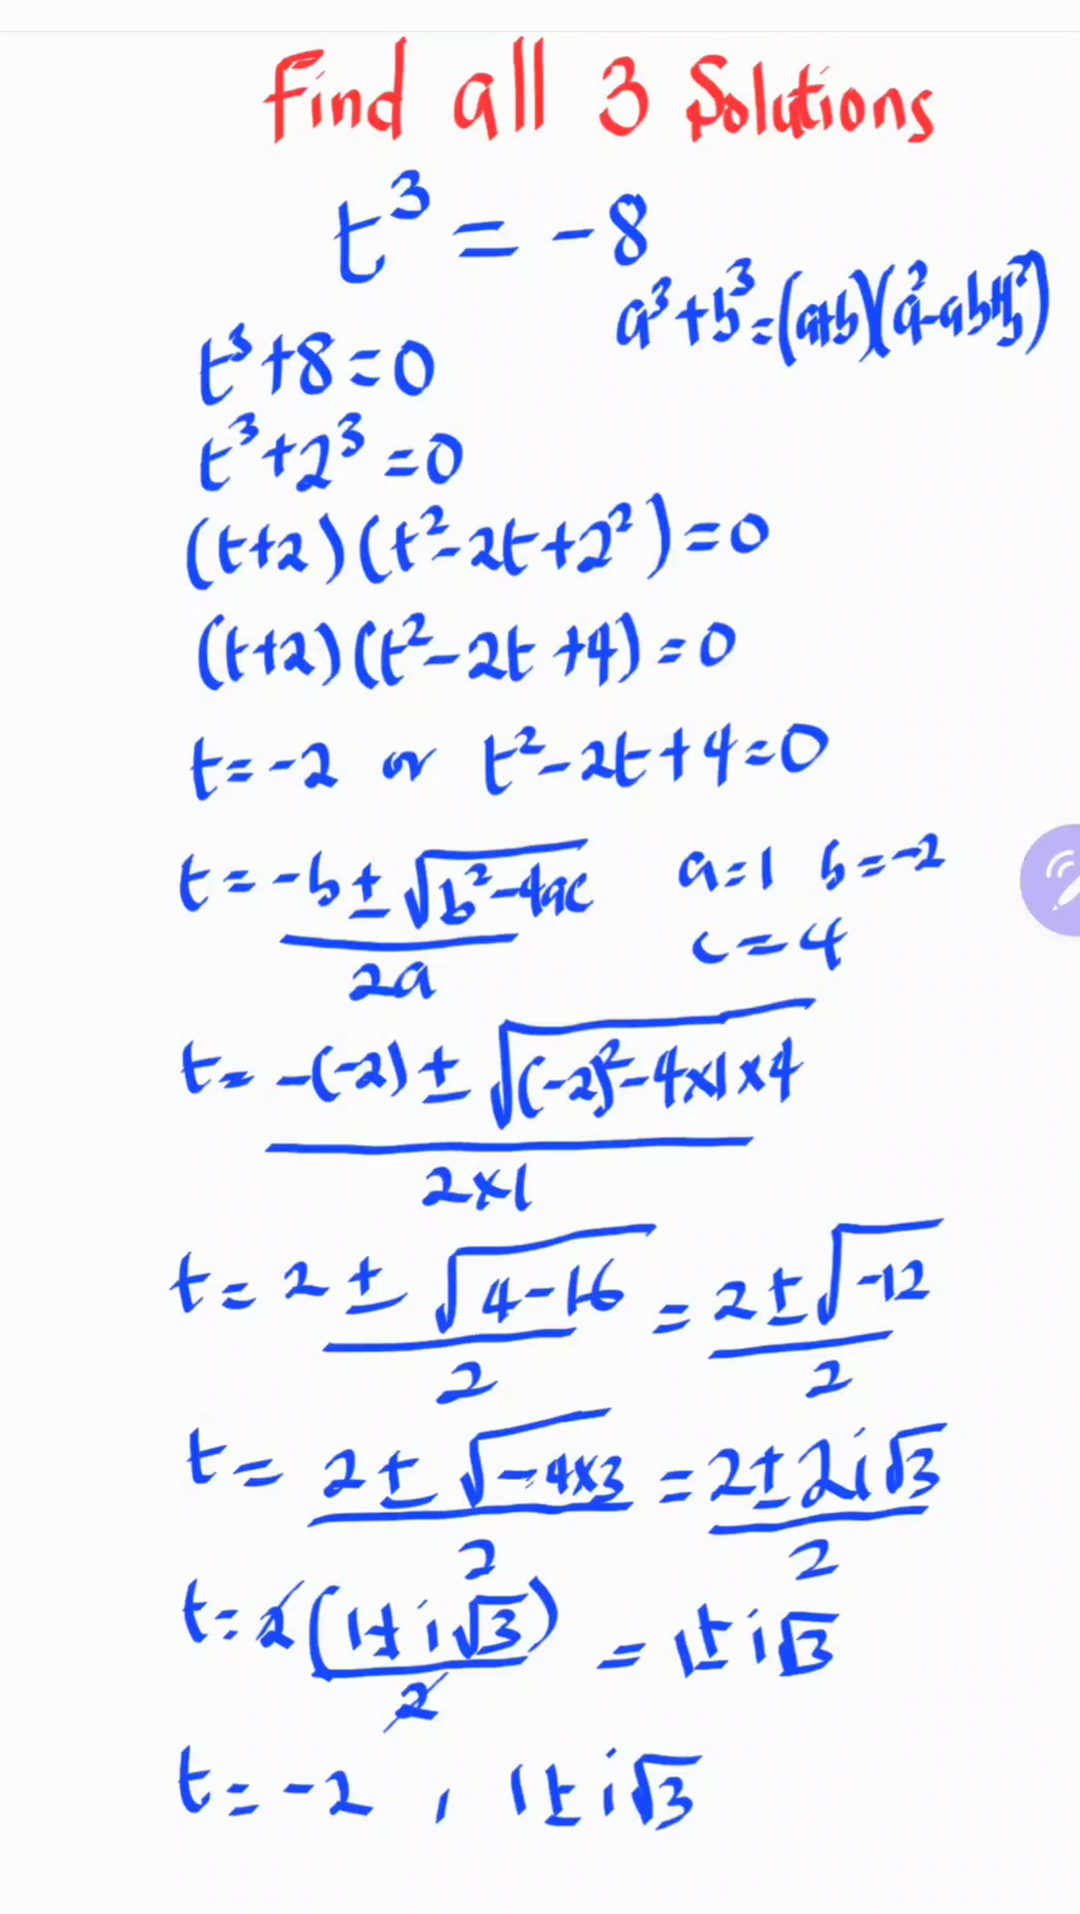 Find all 3 Solutions
t³ = -8
a³+b³=(a+b)(a²-ab+b²)
t³+8=0
t³+2³=0
(t+2)(t²-2t+2²)=0
(t+2)(t²-2t+4)=0
t=-2 or t²-2t+4=0
t=-b±√(b²-4ac)/2a a=1 b=-2
c=4
t=-(-2)±√((-2)²-4×1×4)/2×1
t=2±√(4-16)/2=2±√-12/2
t=2±√(-4×3)/2=2±2i√3/2
t=2(1±i√3)/2=1±i√3
t=-2, 1±i√3